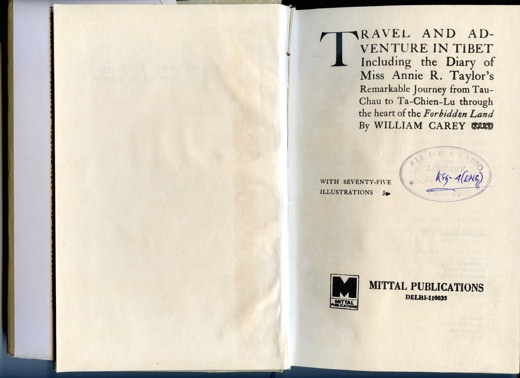 TRAVEL AND AD-
VENTURE IN TIBET
Including the Diary of
Miss Annie R. Taylor's
Remarkable Journey from Tau-
Chau to Ta-Chien-Lu through
the heart of the Forbidden Land
By WILLIAM CAREY
WITH SEVENTY-FIVE
ILLUSTRATIONS
M
MITTAL
PUBLICATIONS
MITTAL PUBLICATIONS
DELHI-110035